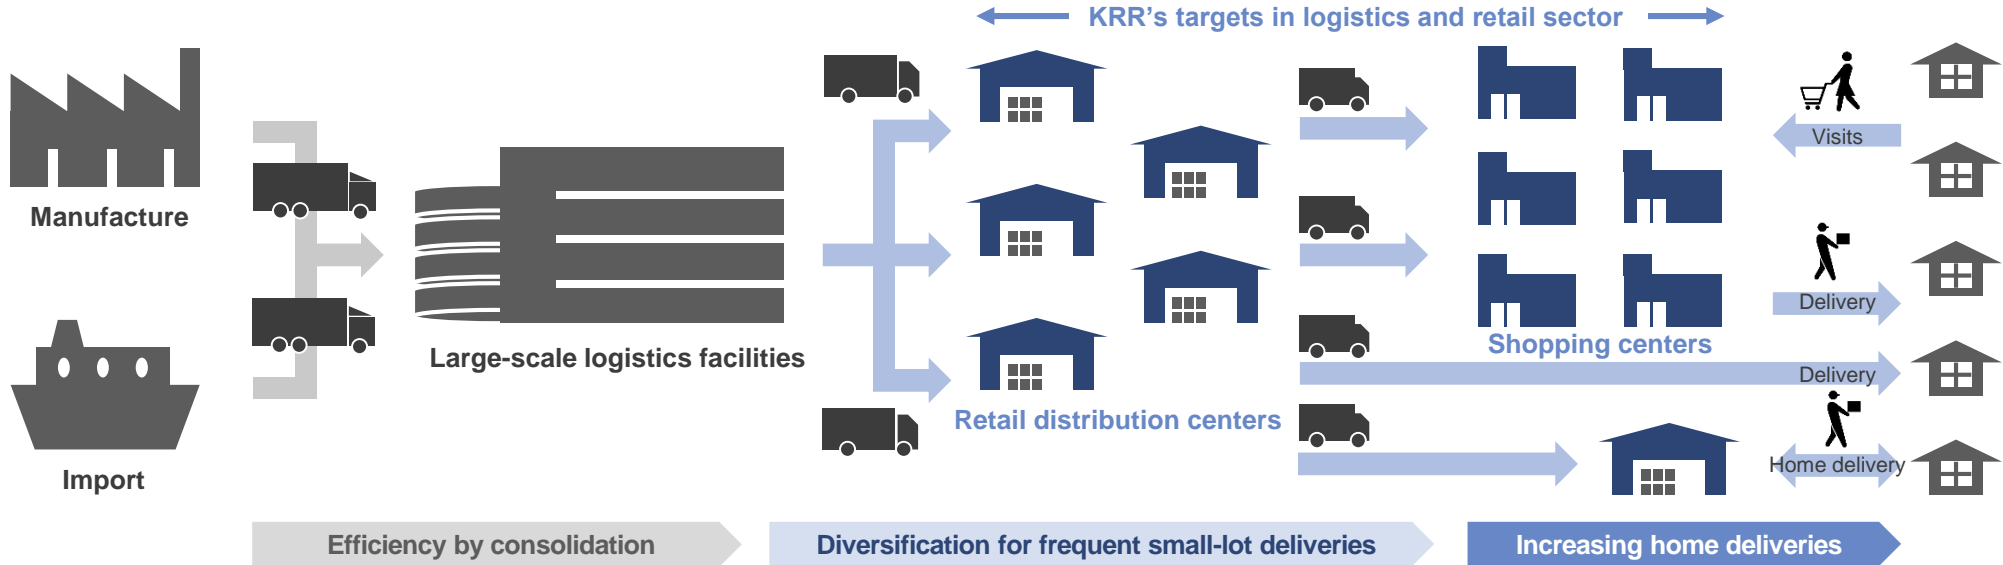 KRR's targets in logistics and retail sector
Manufacture
Import
Large-scale logistics facilities
Retail distribution centers
Shopping centers
Visits
Delivery
Delivery
Home delivery
Efficiency by consolidation
Diversification for frequent small-lot deliveries
Increasing home deliveries